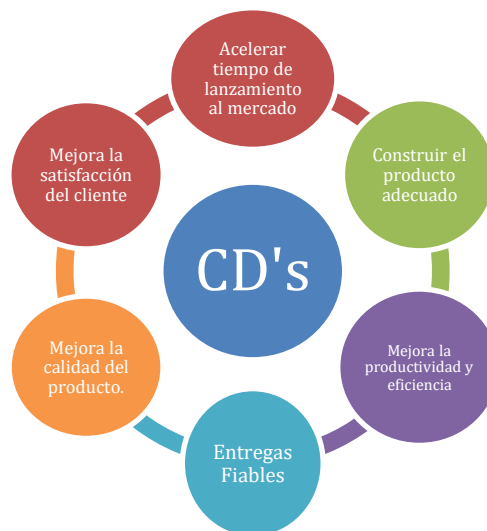 Acelerar
tiempo de
lanzamiento
al mercado
Construir el
producto
adecuado
Mejora la
productividad y
eficiencia
Entregas
Fiables
Mejora la
calidad del
producto.
Mejora la
satisfacción
del cliente
CD's